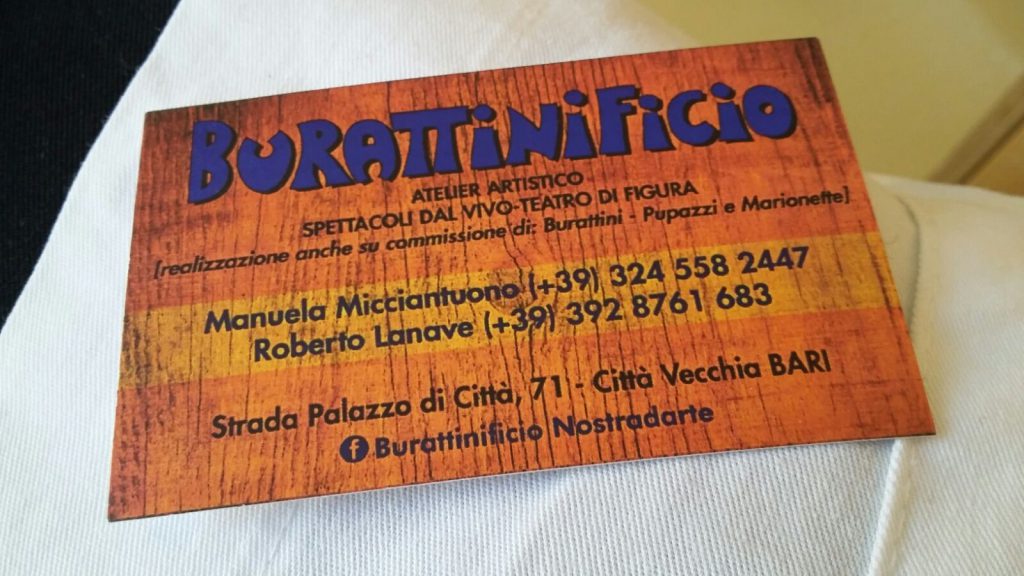 BURATTINIFICIO
ATELIER ARTISTICO
SPETTACOLI DAL VIVO-TEATRO DI FIGURA
[realizzazione anche su commissione di: Burattini - Pupazzi e Marionette]
Manuela Micciantuono (+39) 324 558 2447
Roberto Lanave (+39) 392 8761 683
Strada Palazzo di Città, 71 - Città Vecchia BARI
f Burattinificio Nostradarte